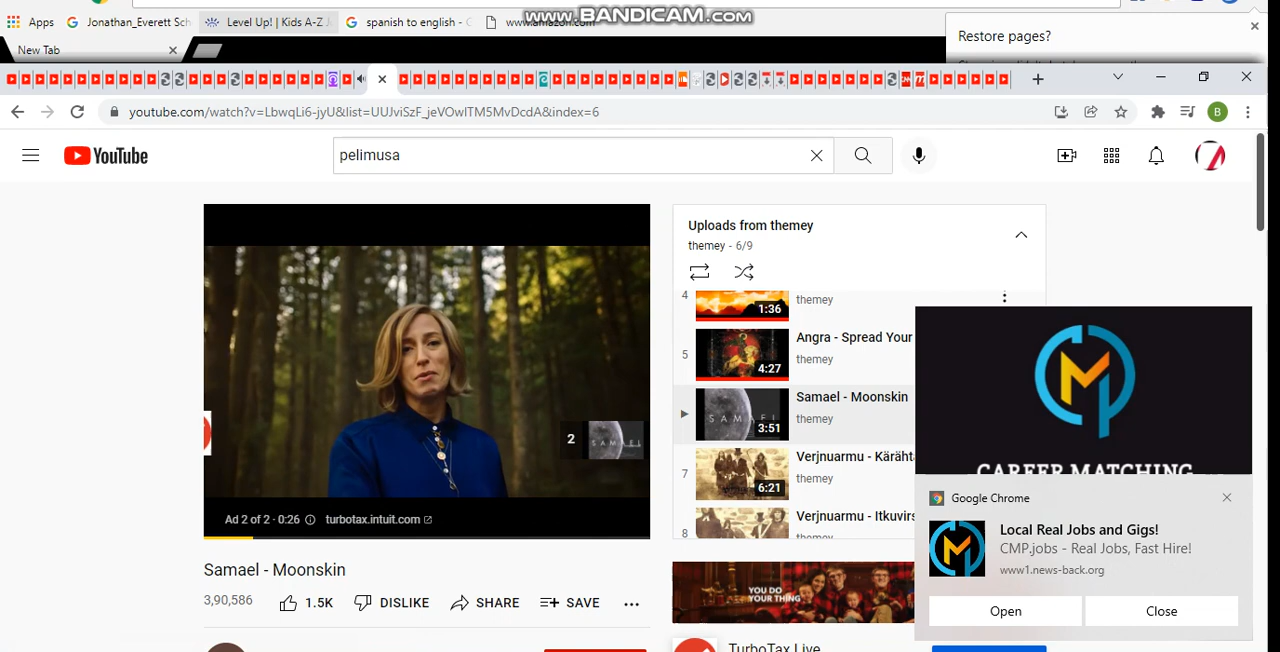 www.BANDICAM.com
Apps
Jonathan_Everett Sch
Level Up! | Kids A-Z
spanish to english - G
www.amazon.com
New Tab
Restore pages?
youtube.com/watch?v=LbwqLi6-jyU&list=UUJviSzF_jeVOwITM5MvDcdA&index=6
B
YouTube
pelimusa
Uploads from themey
themey - 6/9
4
1:36
themey
5
4:27
Angra - Spread Your
themey
SAMAEL
3:51
Samael - Moonskin
themey
7
6:21
Verjnuarmu - Käräht
themey
8
Verjnuarmu - Itkuvirs
2
Ad 2 of 2 · 0:26
turbotax.intuit.com
Samael - Moonskin
3,90,586
1.5K
DISLIKE
SHARE
SAVE
YOU DO
YOUR THING
TurboTax Live
CAREER MATCHING
Google Chrome
Local Real Jobs and Gigs!
CMP.jobs - Real Jobs, Fast Hire!
www1.news-back.org
Open
Close